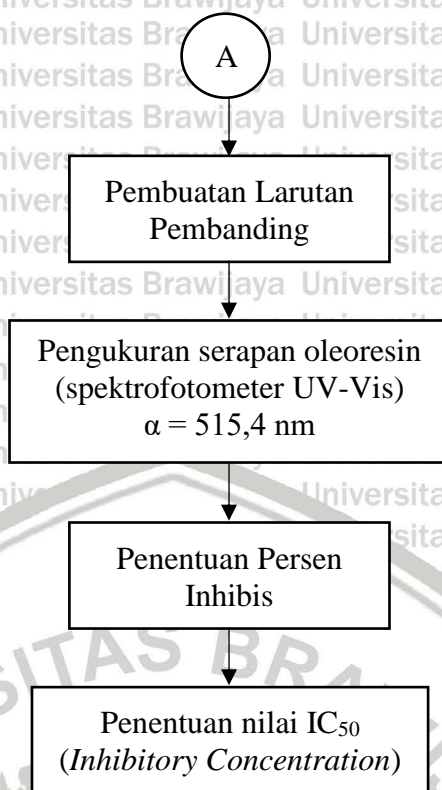 A
Pembuatan Larutan
Pembanding
Pengukuran serapan oleoresin
(spektrofotometer UV-Vis)
α = 515,4 nm
Penentuan Persen
Inhibis
Penentuan nilai IC₅₀
(Inhibitory Concentration)